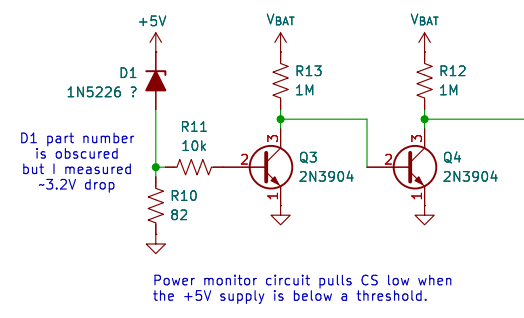 +5V
VBAT
VBAT
D1
1N5226 ?
R13
1M
R12
1M
D1 part number
is obscured
but I measured
~3.2V drop
R11
10k
2
3
1
Q3
2N3904
2
3
1
Q4
2N3904
R10
82
Power monitor circuit pulls CS low when
the +5V supply is below a threshold.